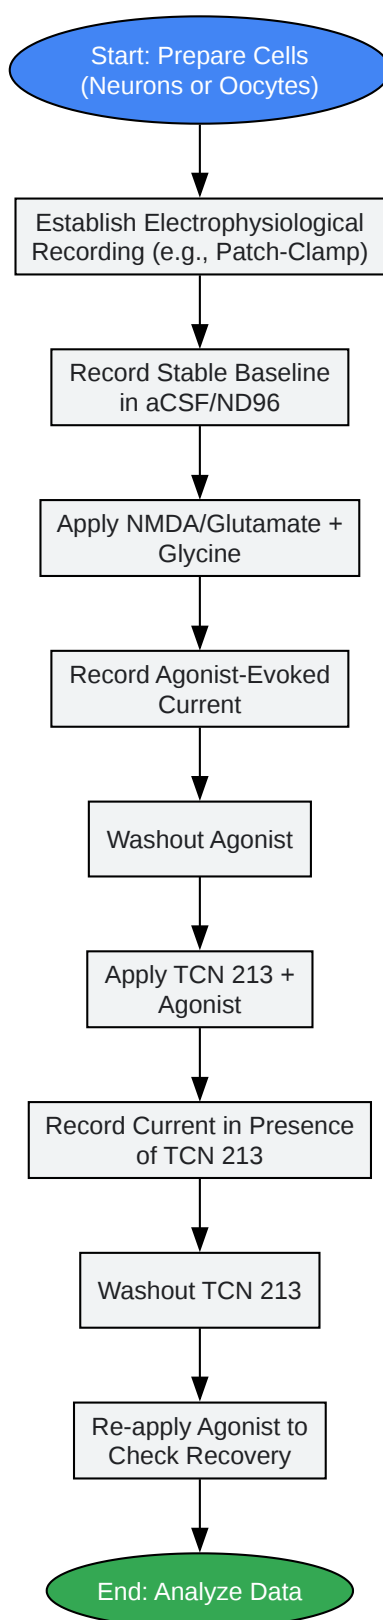 Start: Prepare Cells
(Neurons or Oocytes)
Establish Electrophysiological
Recording (e.g., Patch-Clamp)
Record Stable Baseline
in aCSF/ND96
Apply NMDA/Glutamate +
Glycine
Record Agonist-Evoked
Current
Washout Agonist
Apply TCN 213 +
Agonist
Record Current in Presence
of TCN 213
Washout TCN 213
Re-apply Agonist to
Check Recovery
End: Analyze Data